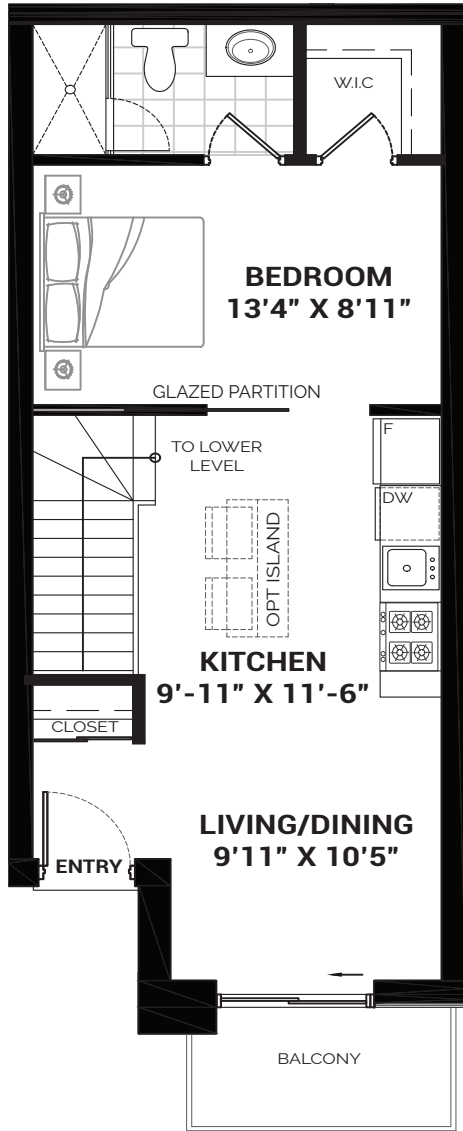 W.I.C
BEDROOM
13'4" X 8'11"
GLAZED PARTITION
TO LOWER
LEVEL
F
DW
OPT ISLAND
KITCHEN
9'-11" X 11'-6"
CLOSET
LIVING/DINING
9'11" X 10'5"
ENTRY
BALCONY